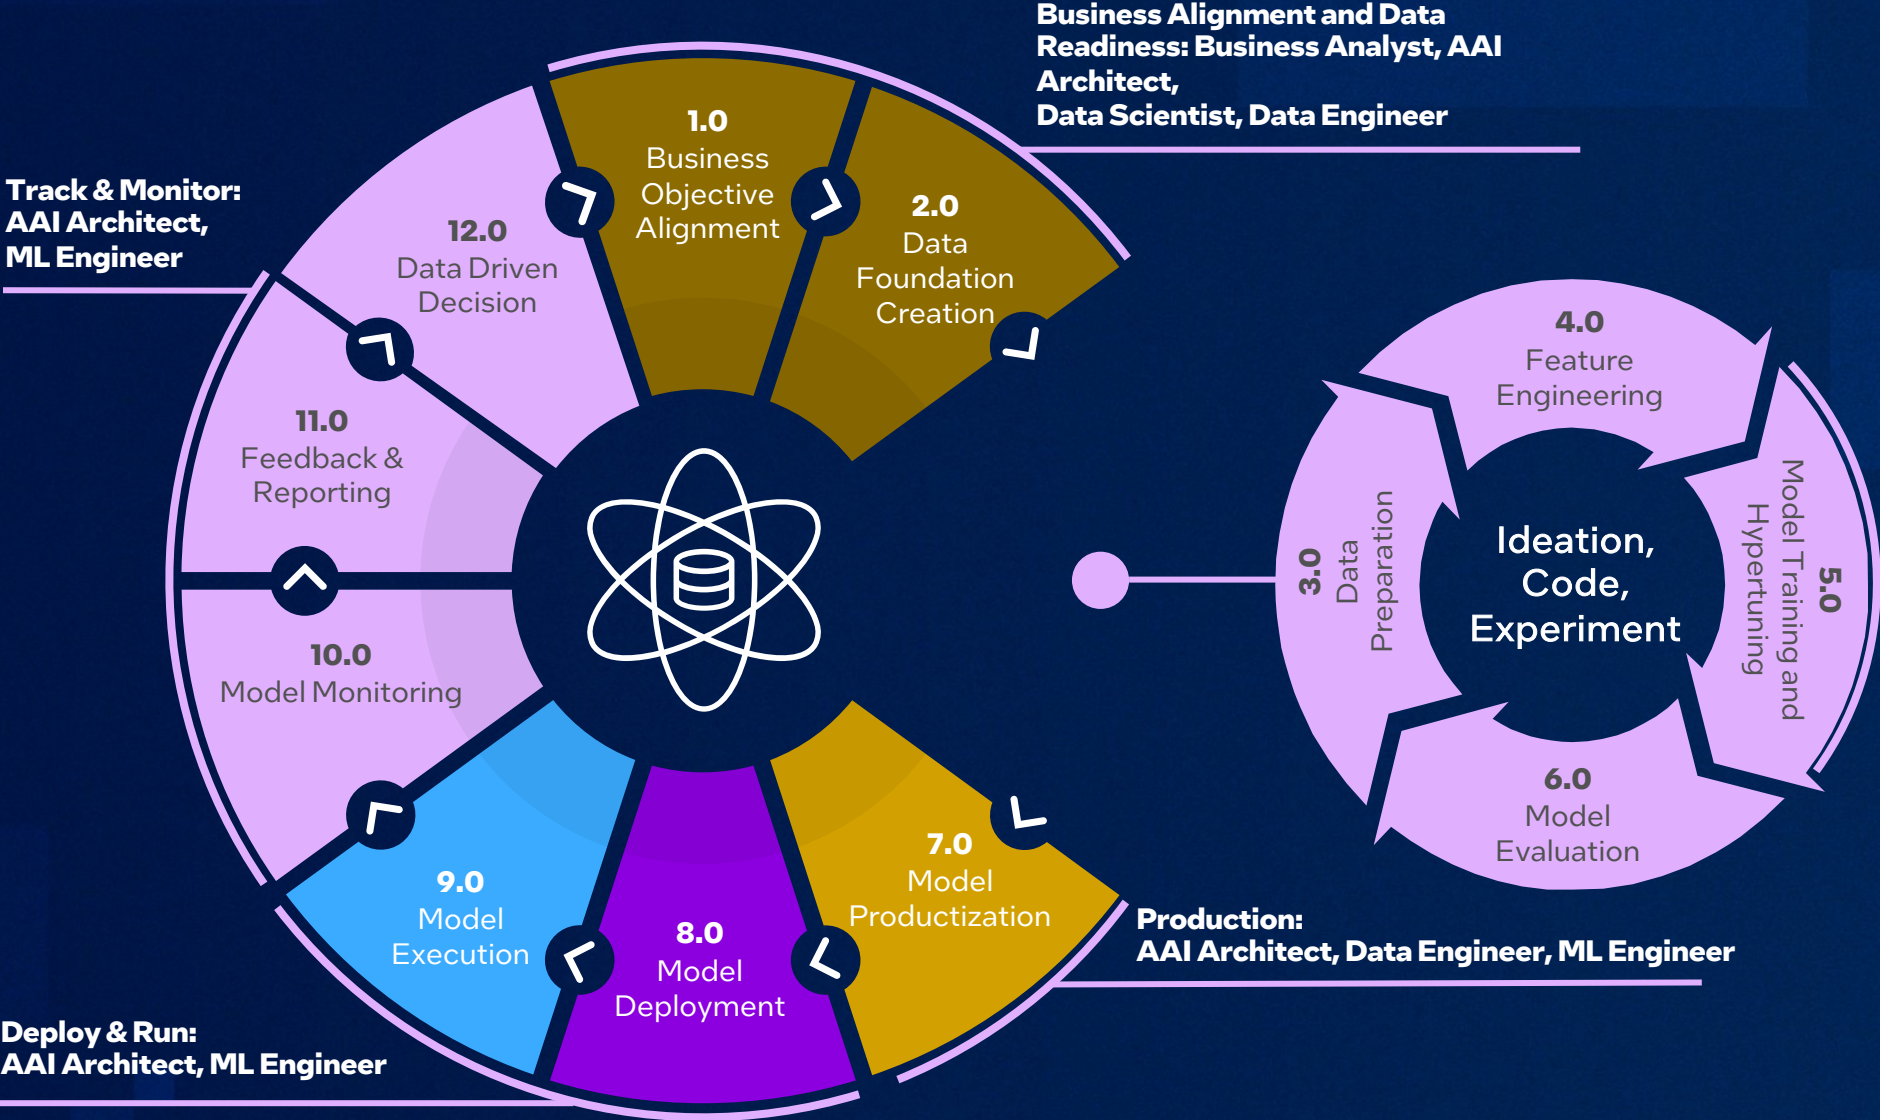 Business Alignment and Data
Readiness: Business Analyst, AAI
Architect,
Data Scientist, Data Engineer
Track & Monitor:
AAI Architect,
ML Engineer
1.0
Business
Objective
Alignment
2.0
Data
Foundation
Creation
12.0
Data Driven
Decision
11.0
Feedback &
Reporting
10.0
Model Monitoring
9.0
Model
Execution
8.0
Model
Deployment
7.0
Model
Productization
3.0
Data
Preparation
4.0
Feature
Engineering
5.0
Model Training and
Hypertuning
6.0
Model
Evaluation
Ideation,
Code,
Experiment
Production:
AAI Architect, Data Engineer, ML Engineer
Deploy & Run:
AAI Architect, ML Engineer